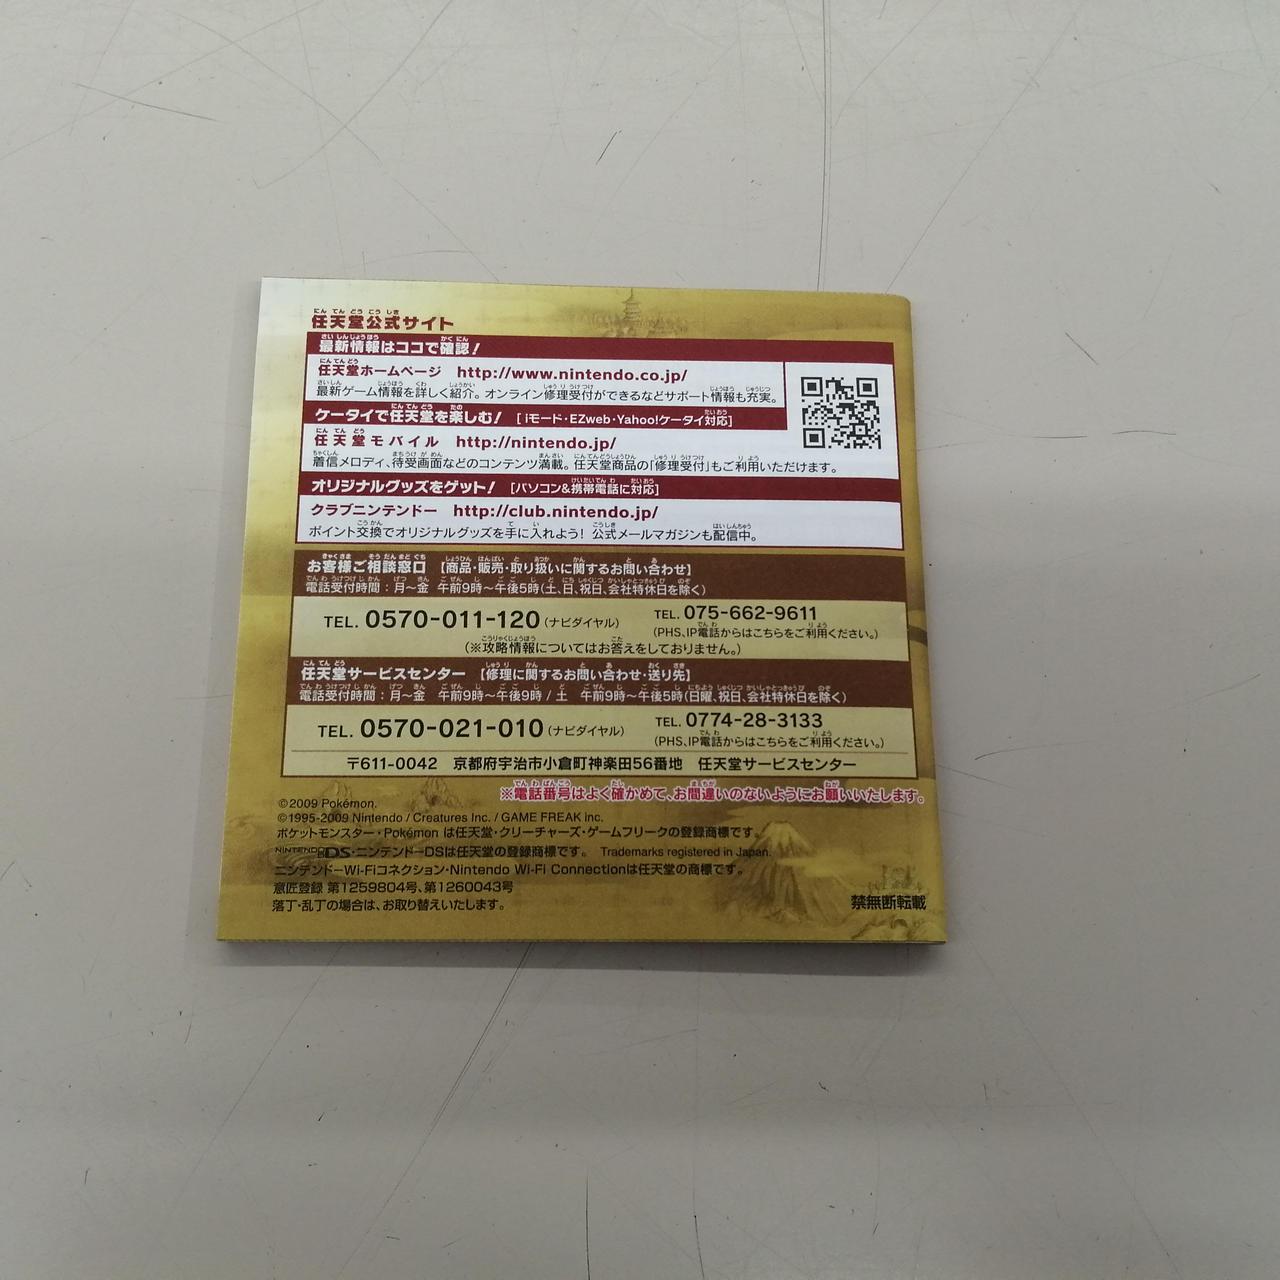 任天堂公式サイト
最新情報はココで確認!
任天堂ホームページ http://www.nintendo.co.jp/
最新ゲーム情報を詳しく紹介。オンライン修理受付ができるなどサポート情報も充実。
ケータイで任天堂を楽しむ! [iモード・EZweb・Yahoo!ケータイ対応]
任天堂モバイル http://nintendo.jp/
着信メロディ、待受画面などのコンテンツ満載。任天堂商品の「修理受付」もご利用いただけます。
オリジナルグッズをゲット! [パソコン&携帯電話に対応]
クラブニンテンドー http://club.nintendo.jp/
ポイント交換でオリジナルグッズを手に入れよう! 公式メールマガジンも配信中。
お客様ご相談窓口【商品・販売・取り扱いに関するお問い合わせ】
電話受付時間:月〜金 午前9時〜午後5時(土、日、祝日、会社特休日を除く)
TEL. 0570-011-120(ナビダイヤル) TEL. 075-662-9611
(PHS、IP電話からはこちらをご利用ください。)
(※攻略情報についてはお答えをしておりません。)
任天堂サービスセンター【修理に関するお問い合わせ・送り先】
電話受付時間:月〜金 午前9時〜午後9時/土 午前9時〜午後5時(日曜、祝日、会社特休日を除く)
TEL. 0570-021-010(ナビダイヤル) TEL. 0774-28-3133
(PHS、IP電話からはこちらをご利用ください。)
〒611-0042 京都府宇治市小倉町神楽田56番地 任天堂サービスセンター
※電話番号はよく確かめて、お間違いのないようにお願いいたします。
©2009 Pokémon.
©1995-2009 Nintendo / Creatures Inc. / GAME FREAK inc.
ポケットモンスター・Pokémon は任天堂・クリーチャーズ・ゲームフリークの登録商標です。
NINTENDO DS・ニンテンドーDSは任天堂の登録商標です。 Trademarks registered in Japan.
ニンテンドーWi-Fiコネクション・Nintendo Wi-Fi Connectionは任天堂の商標です。
意匠登録 第1259804号、第1260043号
落丁・乱丁の場合は、お取り替えいたします。
禁無断転載